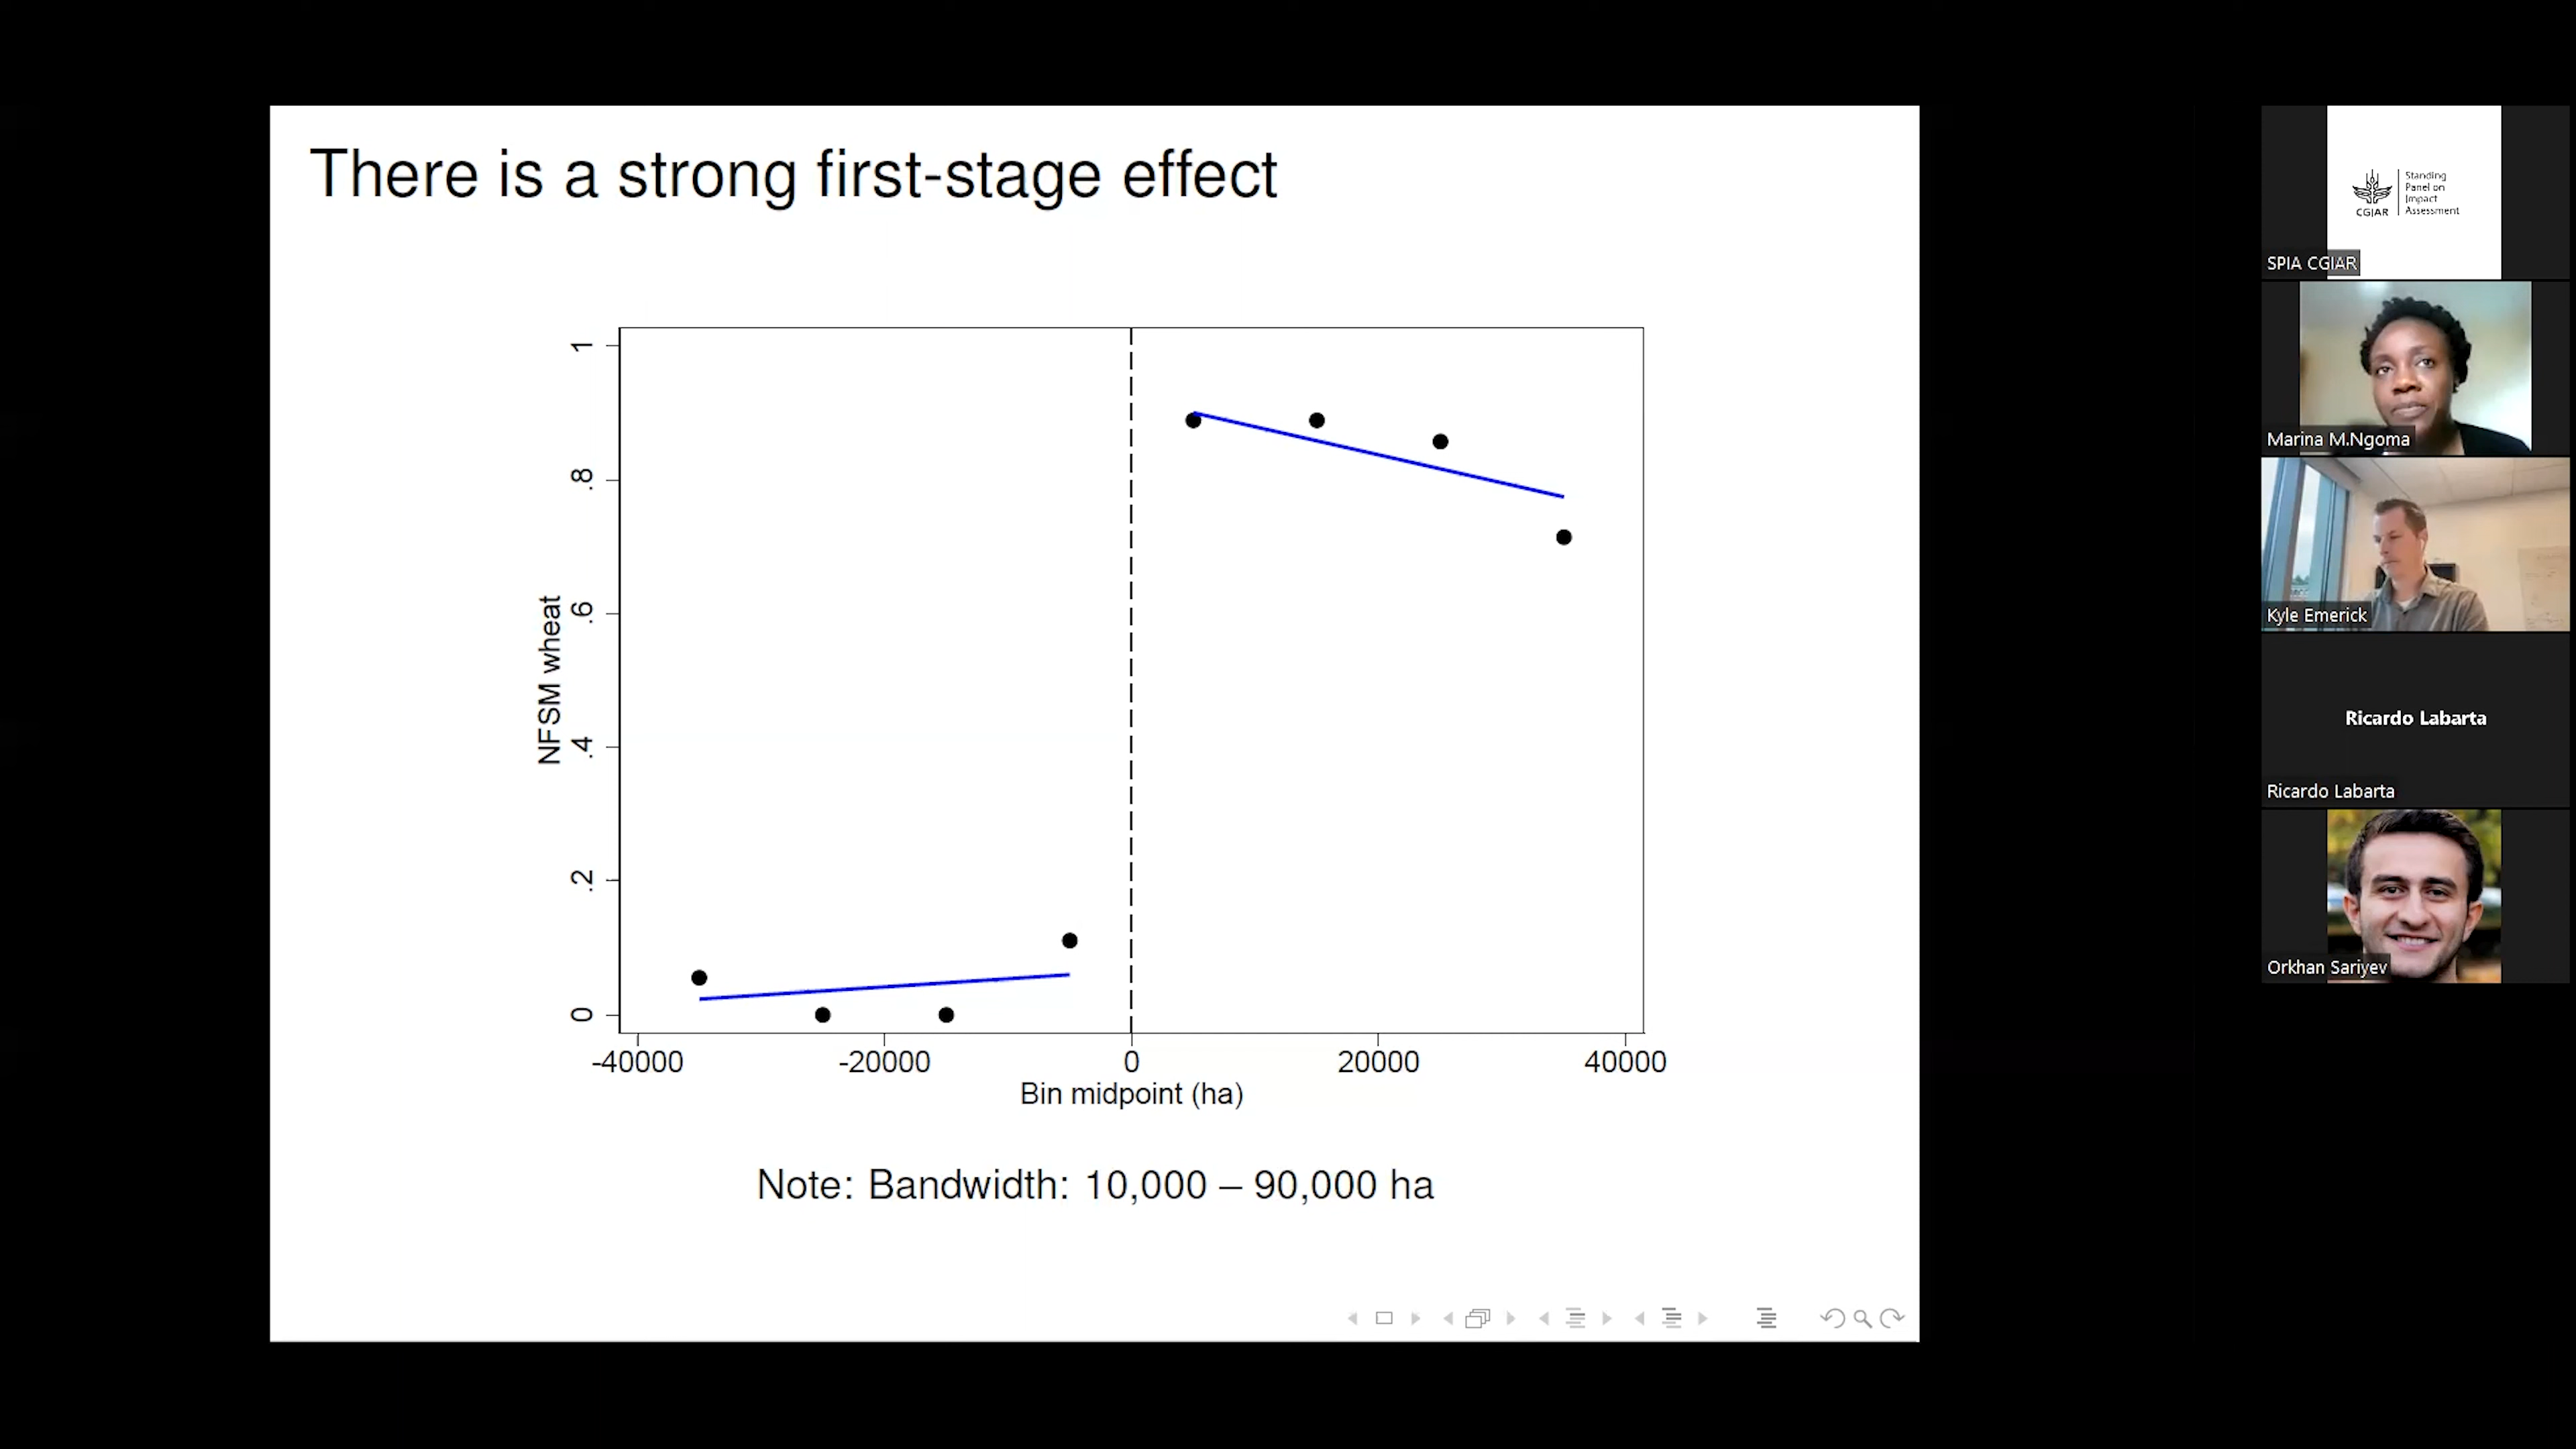 There is a strong first-stage effect
NFSM wheat
1
.8
.6
.4
.2
0
-40000
-20000
0
20000
40000
Bin midpoint (ha)
Note: Bandwidth: 10,000 – 90,000 ha
CGIAR
Standing
Panel on
Impact
Assessment
SPIA CGIAR
Marina M.Ngoma
Kyle Emerick
Ricardo Labarta
Ricardo Labarta
Orkhan Sariyev